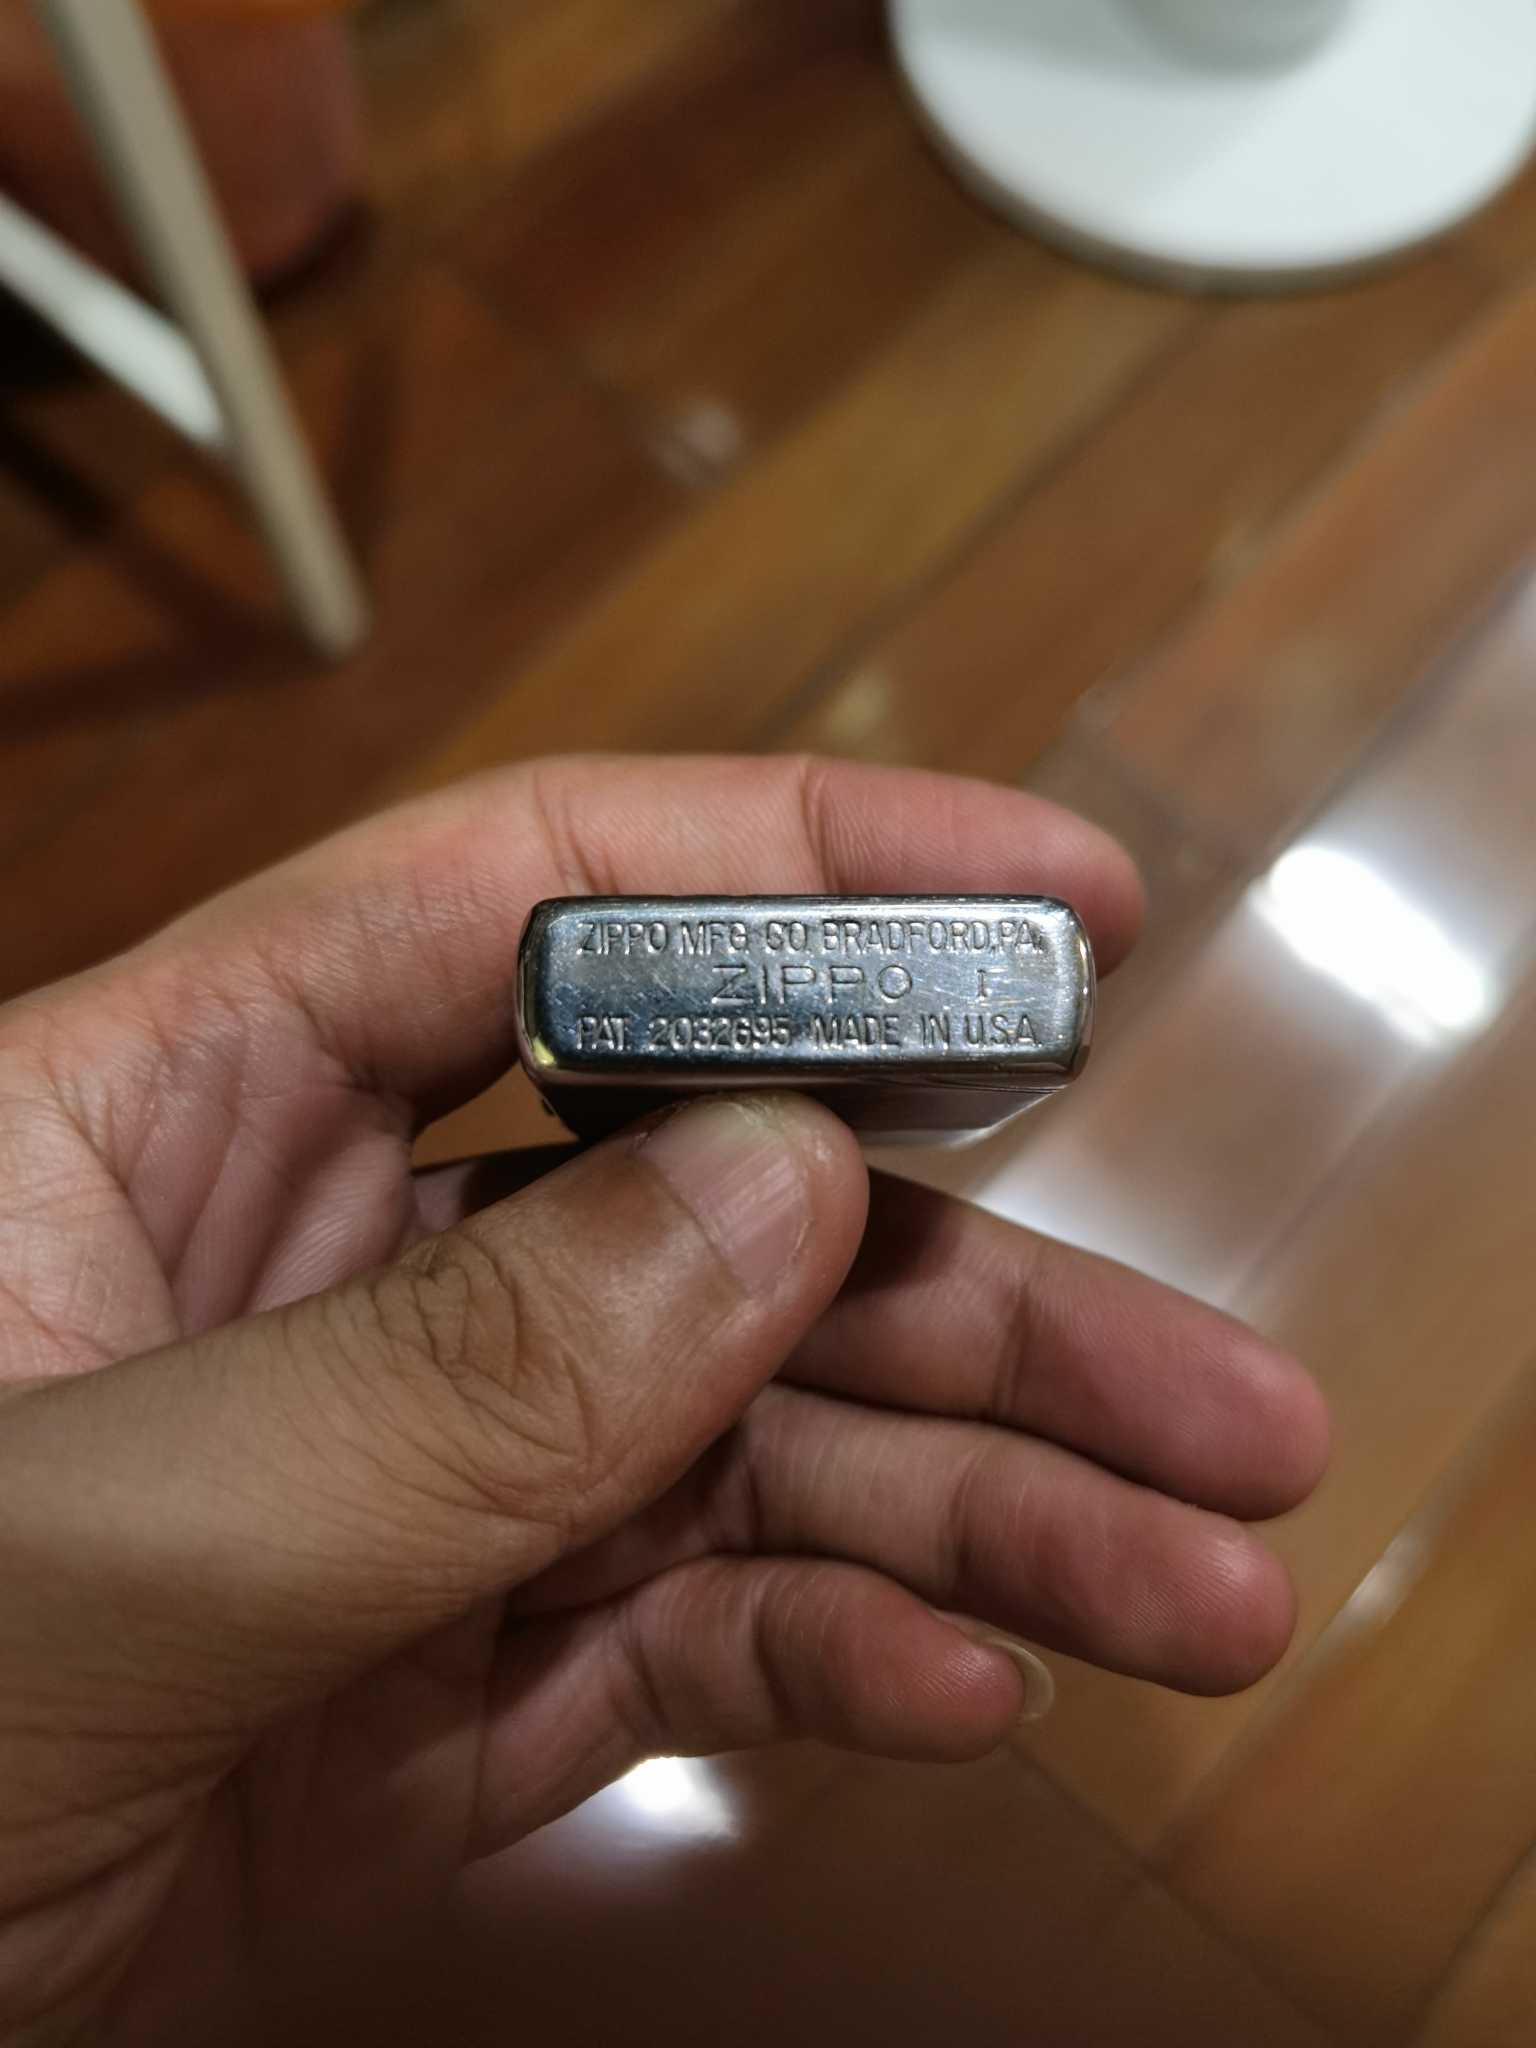 ZIPPO MFG. CO. BRADFORD, PA.
ZIPPO
PAT. 2032695 MADE IN U.S.A.